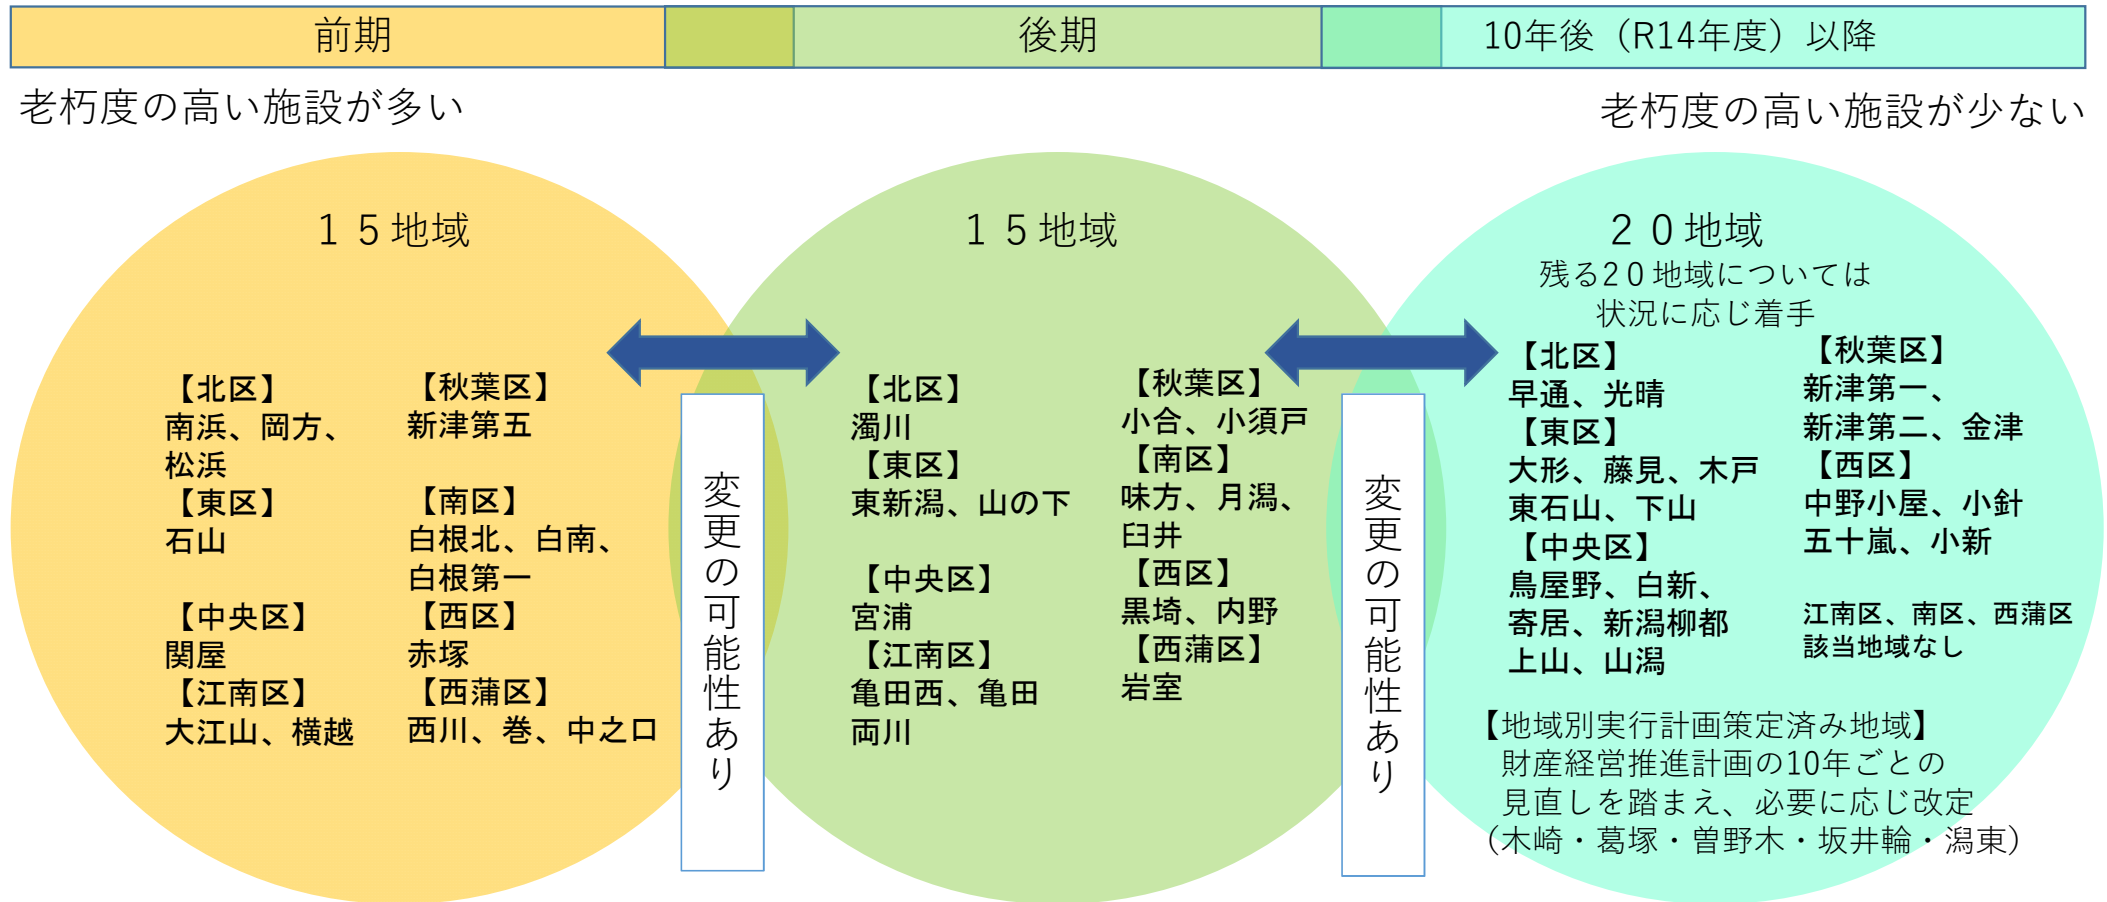 前期
後期
10年後（R14年度）以降
老朽度の高い施設が多い
老朽度の高い施設が少ない
１５地域
【北区】
南浜、岡方、
松浜
【東区】
石山
【中央区】
関屋
【江南区】
大江山、横越
【秋葉区】
新津第五
【南区】
白根北、白南、
白根第一
【西区】
赤塚
【西蒲区】
西川、巻、中之口
変更の可能性あり
１５地域
【北区】
濁川
【東区】
東新潟、山の下
【中央区】
宮浦
【江南区】
亀田西、亀田
両川
【秋葉区】
小合、小須戸
【南区】
味方、月潟、
臼井
【西区】
黒埼、内野
【西蒲区】
岩室
変更の可能性あり
２０地域
残る2０地域については
状況に応じ着手
【北区】
早通、光晴
【東区】
大形、藤見、木戸
東石山、下山
【中央区】
鳥屋野、白新、
寄居、新潟柳都
上山、山潟
【秋葉区】
新津第一、
新津第二、金津
【西区】
中野小屋、小針
五十嵐、小新
江南区、南区、西蒲区
該当地域なし
【地域別実行計画策定済み地域】
財産経営推進計画の10年ごとの
見直しを踏まえ、必要に応じ改定
（木崎・葛塚・曽野木・坂井輪・潟東）